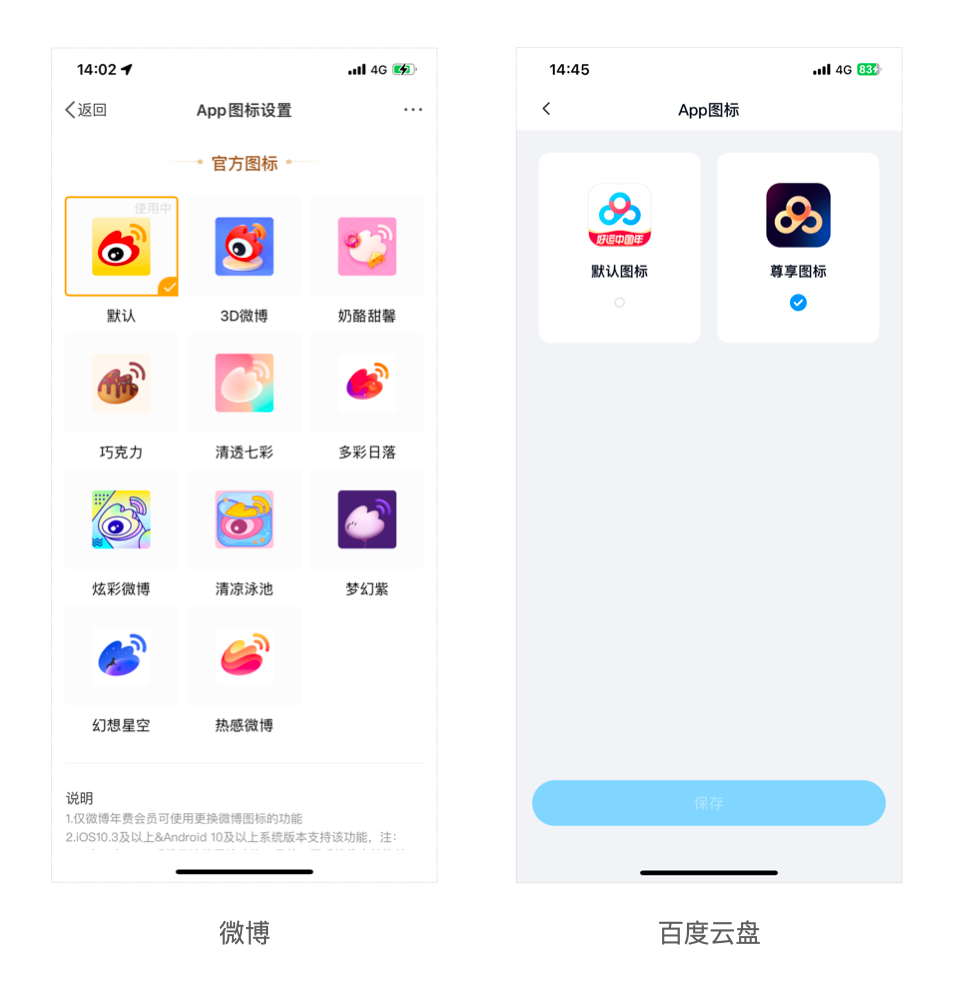 14:02
4G
返回
App图标设置
官方图标
使用中
默认
3D微博
奶酪甜馨
巧克力
清透七彩
多彩日落
炫彩微博
清凉泳池
梦幻紫
幻想星空
热感微博
说明
1.仅微博年费会员可使用更换微博图标的功能
2.iOS10.3及以上&Android 10及以上系统版本支持该功能，注：
微博
14:45
4G
83
App图标
好运中国年
默认图标
尊享图标
保存
百度云盘